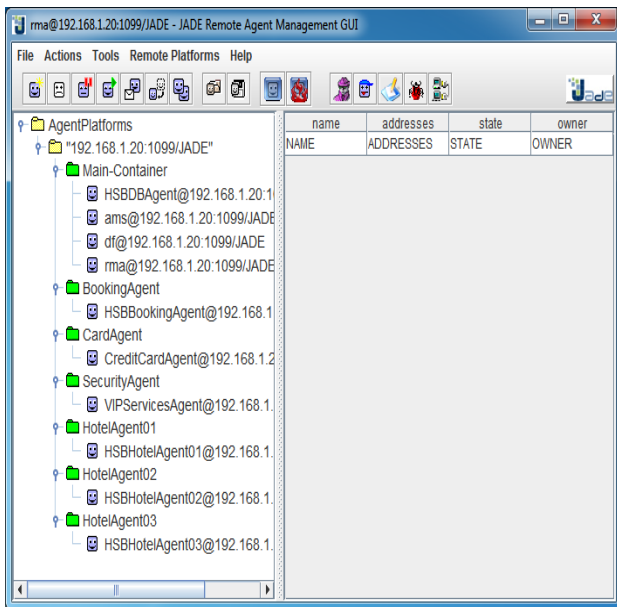 rma@192.168.1.20:1099/JADE - JADE Remote Agent Management GUI
File Actions Tools Remote Platforms Help
Jade
AgentPlatforms
"192.168.1.20:1099/JADE"
Main-Container
HSBDBAgent@192.168.1.20:1
ams@192.168.1.20:1099/JADE
df@192.168.1.20:1099/JADE
rma@192.168.1.20:1099/JADE
BookingAgent
HSBBookingAgent@192.168.1
CardAgent
CreditCardAgent@192.168.1.2
SecurityAgent
VIPServicesAgent@192.168.1.
HotelAgent01
HSBHotelAgent01@192.168.1.
HotelAgent02
HSBHotelAgent02@192.168.1.
HotelAgent03
HSBHotelAgent03@192.168.1.
name addresses state owner
NAME ADDRESSES STATE OWNER